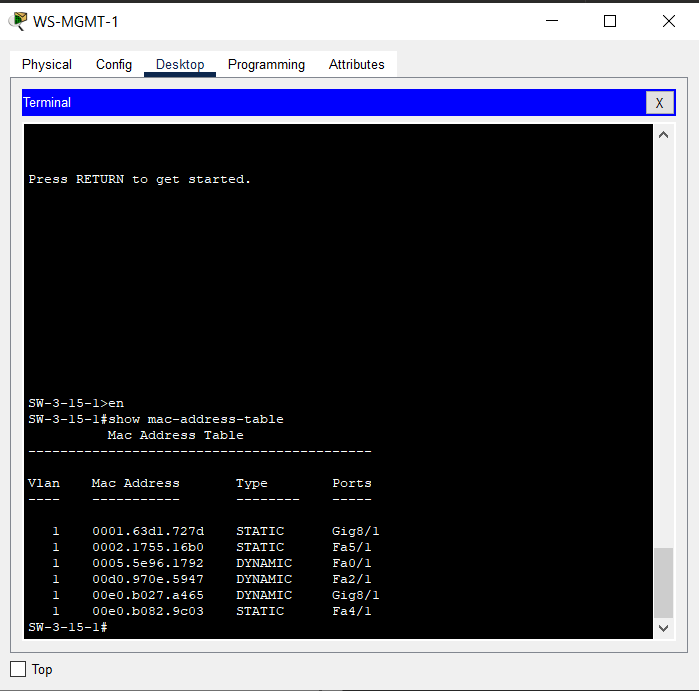 WS-MGMT-1
Physical Config Desktop Programming Attributes
Terminal X
Press RETURN to get started.
SW-3-15-1>en
SW-3-15-1#show mac-address-table
Mac Address Table
-------------------------------------------
Vlan Mac Address Type Ports
---- ----------- -------- -----
1 0001.63d1.727d STATIC Gig8/1
1 0002.1755.16b0 STATIC Fa5/1
1 0005.5e96.1792 DYNAMIC Fa0/1
1 00d0.970e.5947 DYNAMIC Fa2/1
1 00e0.b027.a465 DYNAMIC Gig8/1
1 00e0.b082.9c03 STATIC Fa4/1
SW-3-15-1#
Top